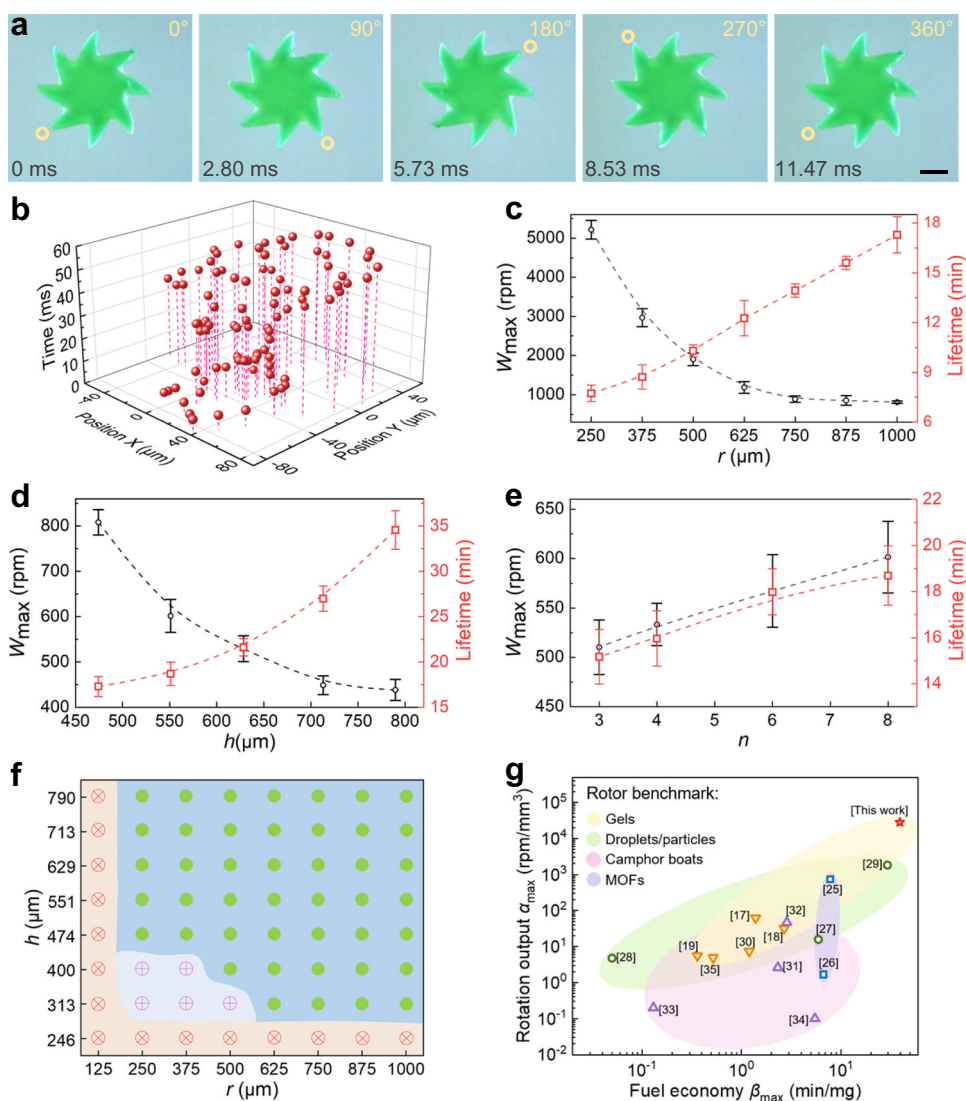 a
0° 90° 180° 270° 360°
0 ms 2.80 ms 5.73 ms 8.53 ms 11.47 ms
b
Time (ms)
60
50
40
30
20
10
0
-40 0 40 80
Position X (µm)
-80 -40 0 40
Position Y (µm)
c
Wmax (rpm)
5000
4000
3000
2000
1000
Lifetime (min)
18
15
12
9
6
250 375 500 625 750 875 1000
r (µm)
d
Wmax (rpm)
800
700
600
500
400
Lifetime (min)
35
30
25
20
15
450 500 550 600 650 700 750 800
h(µm)
e
Wmax (rpm)
650
600
550
500
450
Lifetime (min)
22
20
18
16
14
3 4 5 6 7 8
n
f
h (µm)
790
713
629
551
474
400
313
246
125 250 375 500 625 750 875 1000
r (µm)
g
Rotation output αmax (rpm/mm³)
10⁵
10⁴
10³
10²
10¹
10⁰
10⁻¹
10⁻²
Rotor benchmark:
Gels
Droplets/particles
Camphor boats
MOFs
[This work]
[29]
[25]
[32]
[17]
[18]
[27]
[19]
[30]
[28]
[35]
[31]
[26]
[33]
[34]
10⁻¹ 10⁰ 10¹
Fuel economy βmax (min/mg)